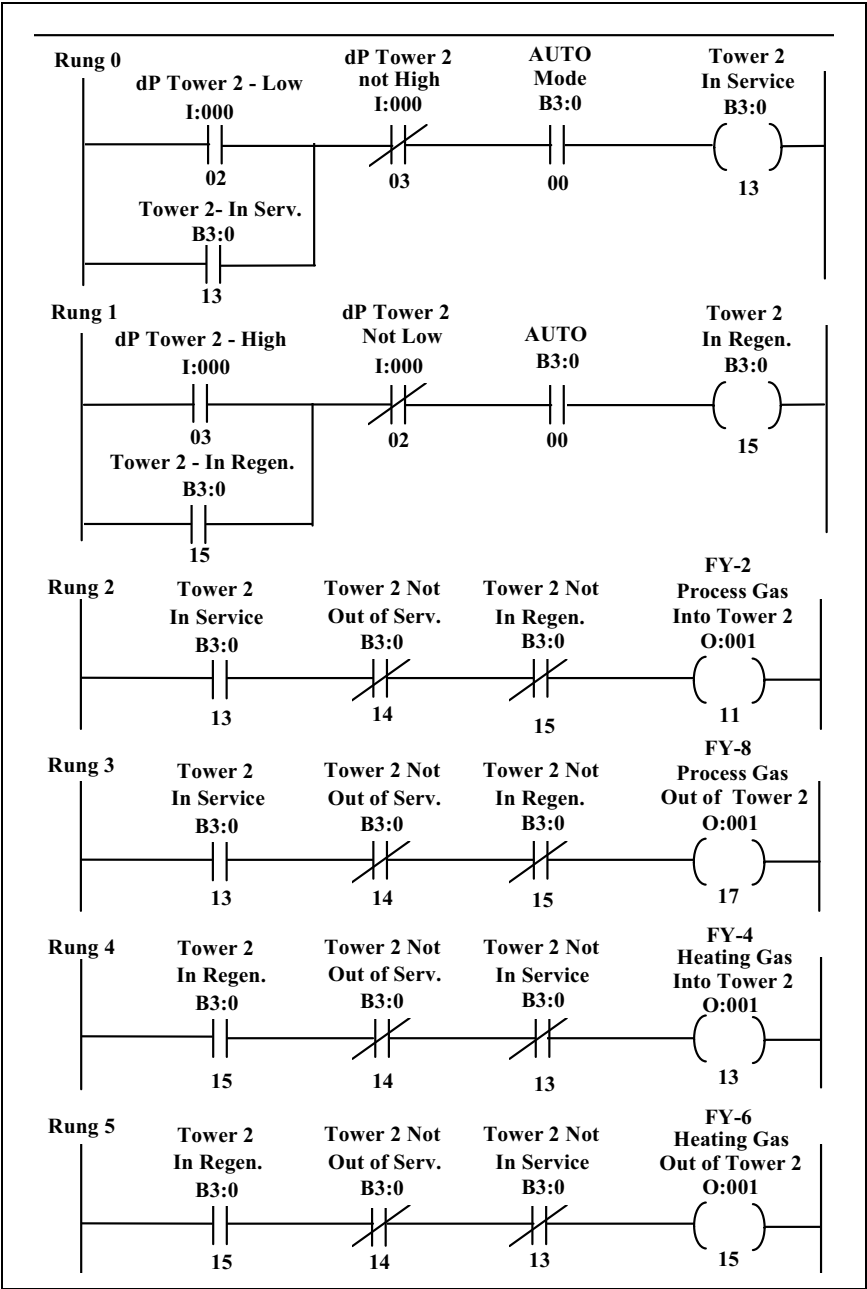 Rung 0
dP Tower 2 - Low
I:000
02
dP Tower 2
not High
I:000
03
AUTO
Mode
B3:0
00
Tower 2
In Service
B3:0
13
Tower 2- In Serv.
B3:0
13
Rung 1
dP Tower 2 - High
I:000
03
dP Tower 2
Not Low
I:000
02
AUTO
B3:0
00
Tower 2
In Regen.
B3:0
15
Tower 2 - In Regen.
B3:0
15
Rung 2
Tower 2
In Service
B3:0
13
Tower 2 Not
Out of Serv.
B3:0
14
Tower 2 Not
In Regen.
B3:0
15
FY-2
Process Gas
Into Tower 2
O:001
11
Rung 3
Tower 2
In Service
B3:0
13
Tower 2 Not
Out of Serv.
B3:0
14
Tower 2 Not
In Regen.
B3:0
15
FY-8
Process Gas
Out of Tower 2
O:001
17
Rung 4
Tower 2
In Regen.
B3:0
15
Tower 2 Not
Out of Serv.
B3:0
14
Tower 2 Not
In Service
B3:0
13
FY-4
Heating Gas
Into Tower 2
O:001
13
Rung 5
Tower 2
In Regen.
B3:0
15
Tower 2 Not
Out of Serv.
B3:0
14
Tower 2 Not
In Service
B3:0
13
FY-6
Heating Gas
Out of Tower 2
O:001
15